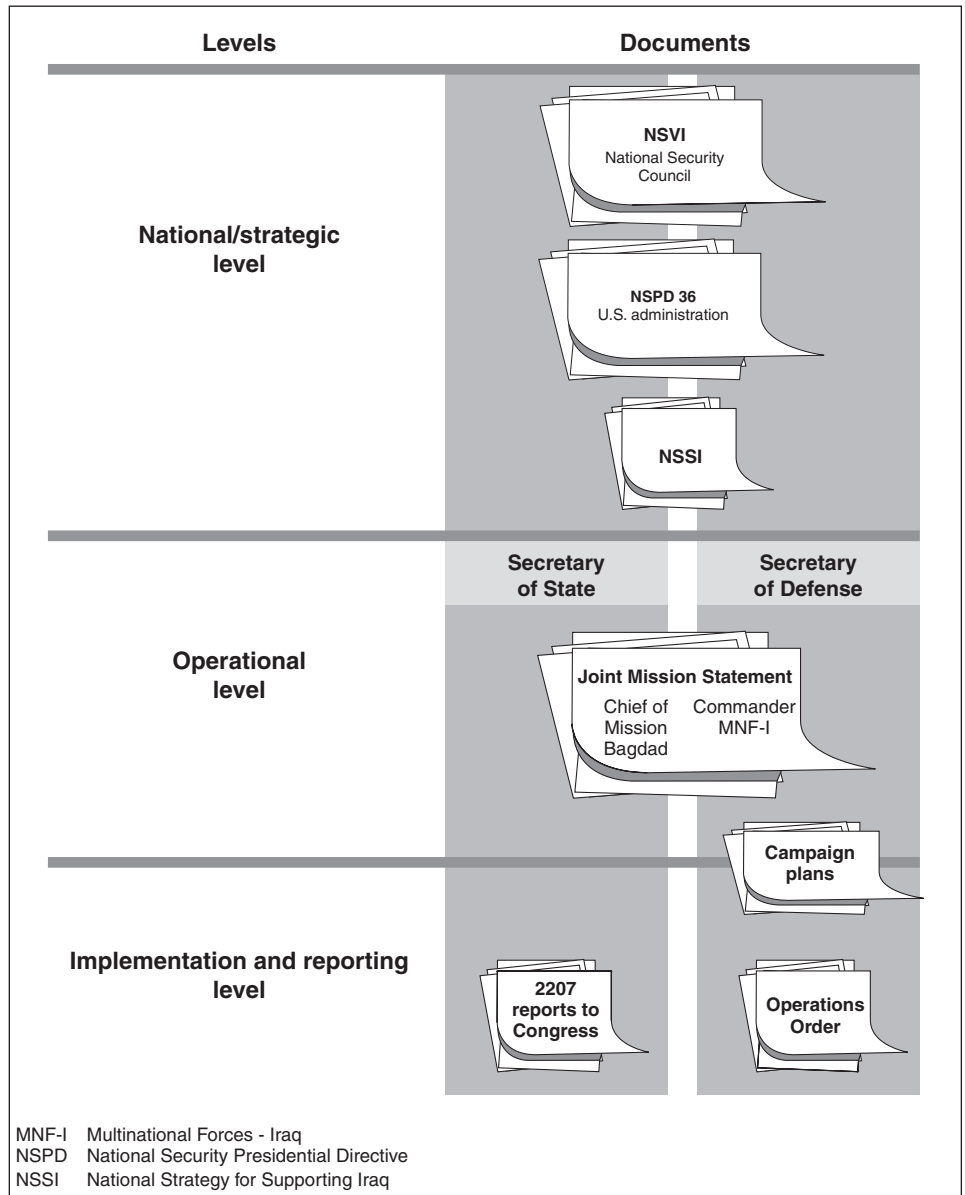 Levels
Documents
NSVI
National Security
Council
National/strategic
level
NSPD 36
U.S. administration
NSSI
Secretary
of State
Secretary
of Defense
Operational
level
Joint Mission Statement
Chief of
Mission
Bagdad
Commander
MNF-I
Campaign
plans
Implementation and reporting
level
2207
reports to
Congress
Operations
Order
MNF-I Multinational Forces - Iraq
NSPD National Security Presidential Directive
NSSI National Strategy for Supporting Iraq